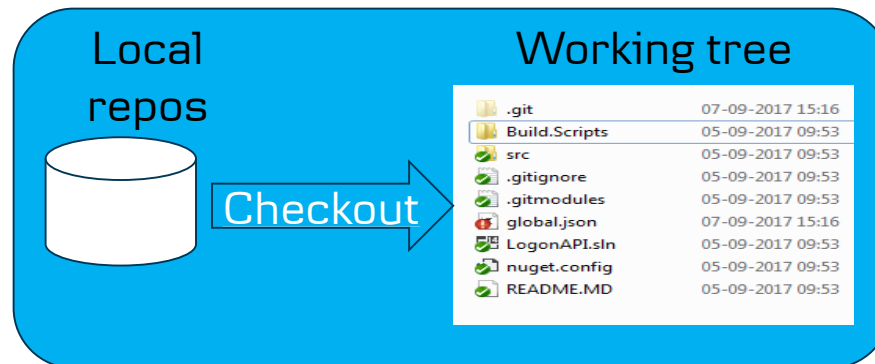 Local
repos
Working tree
Checkout
.git 07-09-2017 15:16
Build.Scripts 05-09-2017 09:53
src 05-09-2017 09:53
.gitignore 05-09-2017 09:53
.gitmodules 05-09-2017 09:53
global.json 07-09-2017 15:16
LogonAPI.sln 05-09-2017 09:53
nuget.config 05-09-2017 09:53
README.MD 05-09-2017 09:53